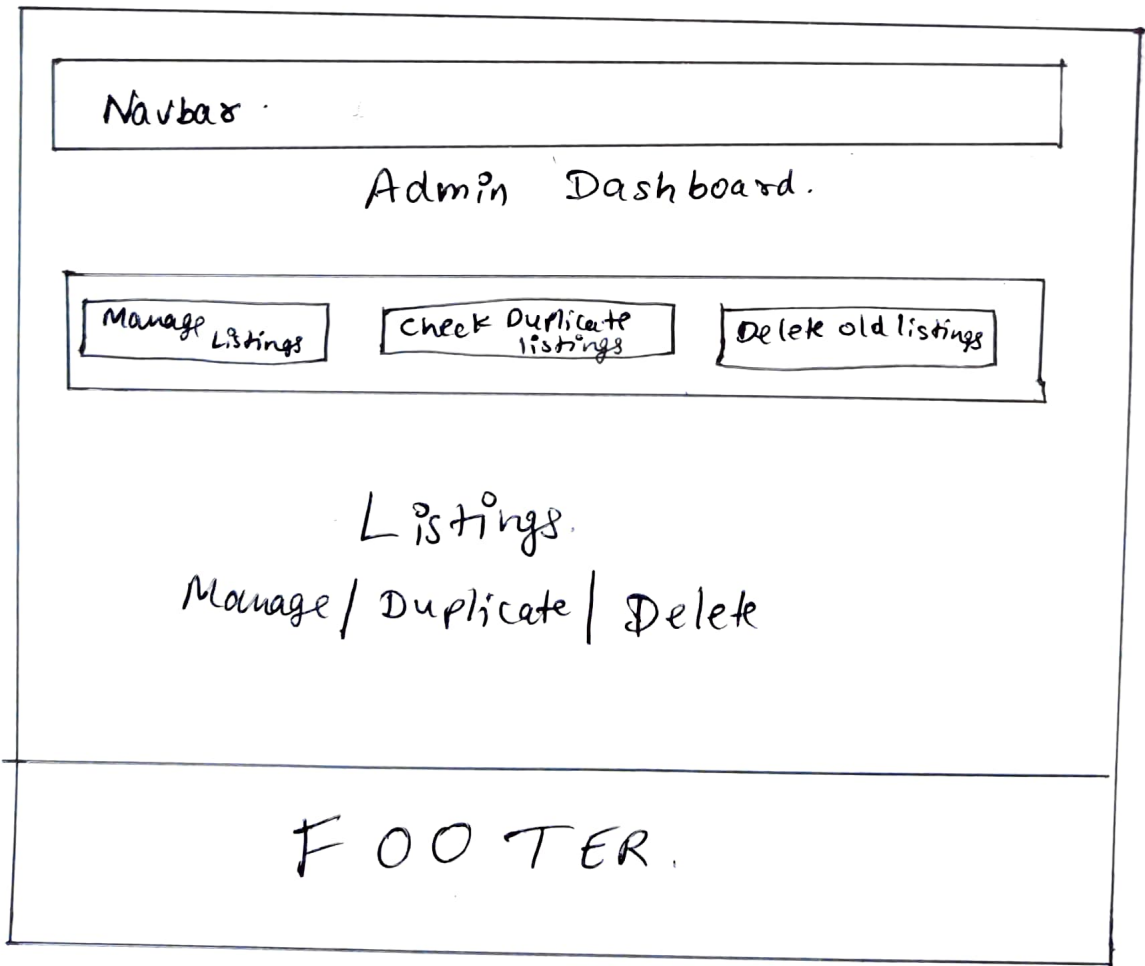 Navbar.
Admin Dashboard.
Manage Listings
Check Duplicate
listings
Delete old listings
Listings.
Manage/ Duplicate/ Delete
FOOTER.